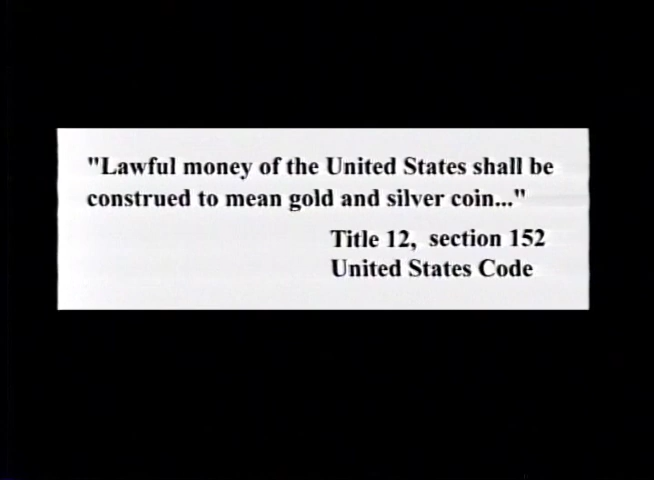 "Lawful money of the United States shall be
construed to mean gold and silver coin..."
Title 12, section 152
United States Code